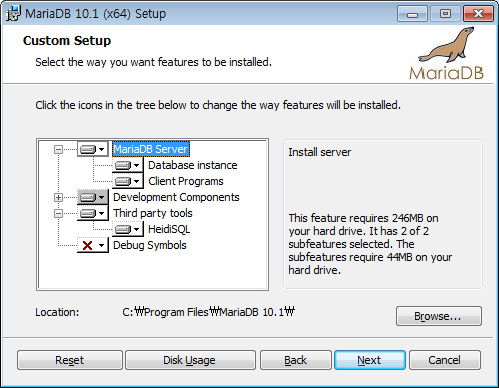 MariaDB 10.1 (x64) Setup
Custom Setup
Select the way you want features to be installed.
MariaDB
Click the icons in the tree below to change the way features will be installed.
MariaDB Server
Database instance
Client Programs
Development Components
Third party tools
HeidiSQL
Debug Symbols
Install server
This feature requires 246MB on
your hard drive. It has 2 of 2
subfeatures selected. The
subfeatures require 44MB on your
hard drive.
Location: C:₩Program Files₩MariaDB 10.1₩
Browse...
Reset
Disk Usage
Back
Next
Cancel